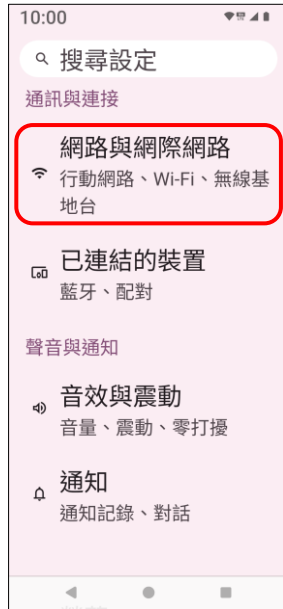 10:00
搜尋設定
通訊與連接
網路與網際網路
行動網路、Wi-Fi、無線基
地台
已連結的裝置
藍牙、配對
聲音與通知
音效與震動
音量、震動、零打擾
通知
通知記錄、對話